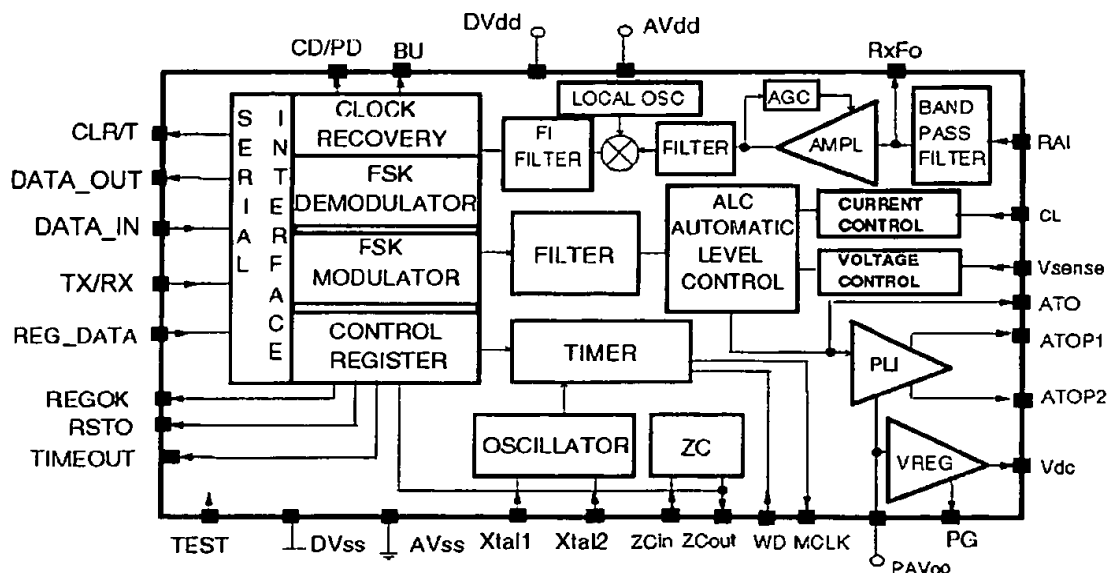 DVdd
AVdd
CD/PD
BU
RxFo
CLR/T
DATA_OUT
DATA_IN
TX/RX
REG_DATA
REGOK
RSTO
TIMEOUT
SERIAL
INTERFACE
CLOCK
RECOVERY
FSK
DEMODULATOR
FSK
MODULATOR
CONTROL
REGISTER
LOCAL OSC
FI
FILTER
FILTER
AGC
AMPL
BAND
PASS
FILTER
RAI
FILTER
ALC
AUTOMATIC
LEVEL
CONTROL
CURRENT
CONTROL
CL
VOLTAGE
CONTROL
Vsense
ATO
TIMER
PLI
ATOP1
ATOP2
OSCILLATOR
ZC
VREG
Vdc
TEST
DVss
AVss
Xtal1
Xtal2
ZCin
ZCout
WD
MCLK
PG